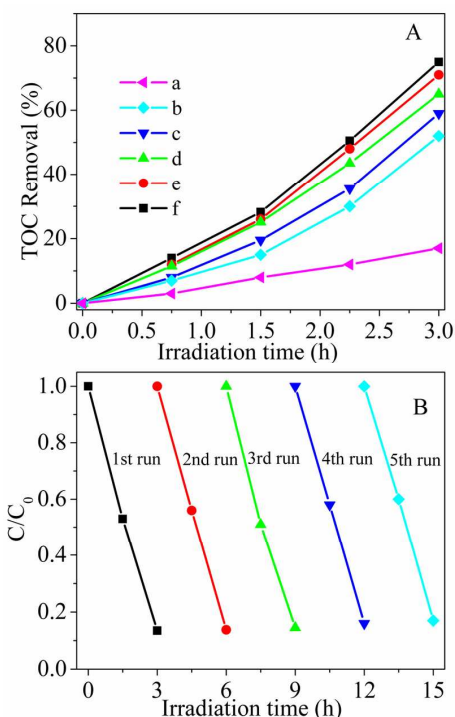 A
80
60
40
20
0
TOC Removal (%)
a
b
c
d
e
f
0.0 0.5 1.0 1.5 2.0 2.5 3.0
Irradiation time (h)
B
1.0
0.8
0.6
0.4
0.2
0.0
C/C₀
1st run 2nd run 3rd run 4th run 5th run
0 3 6 9 12 15
Irradiation time (h)